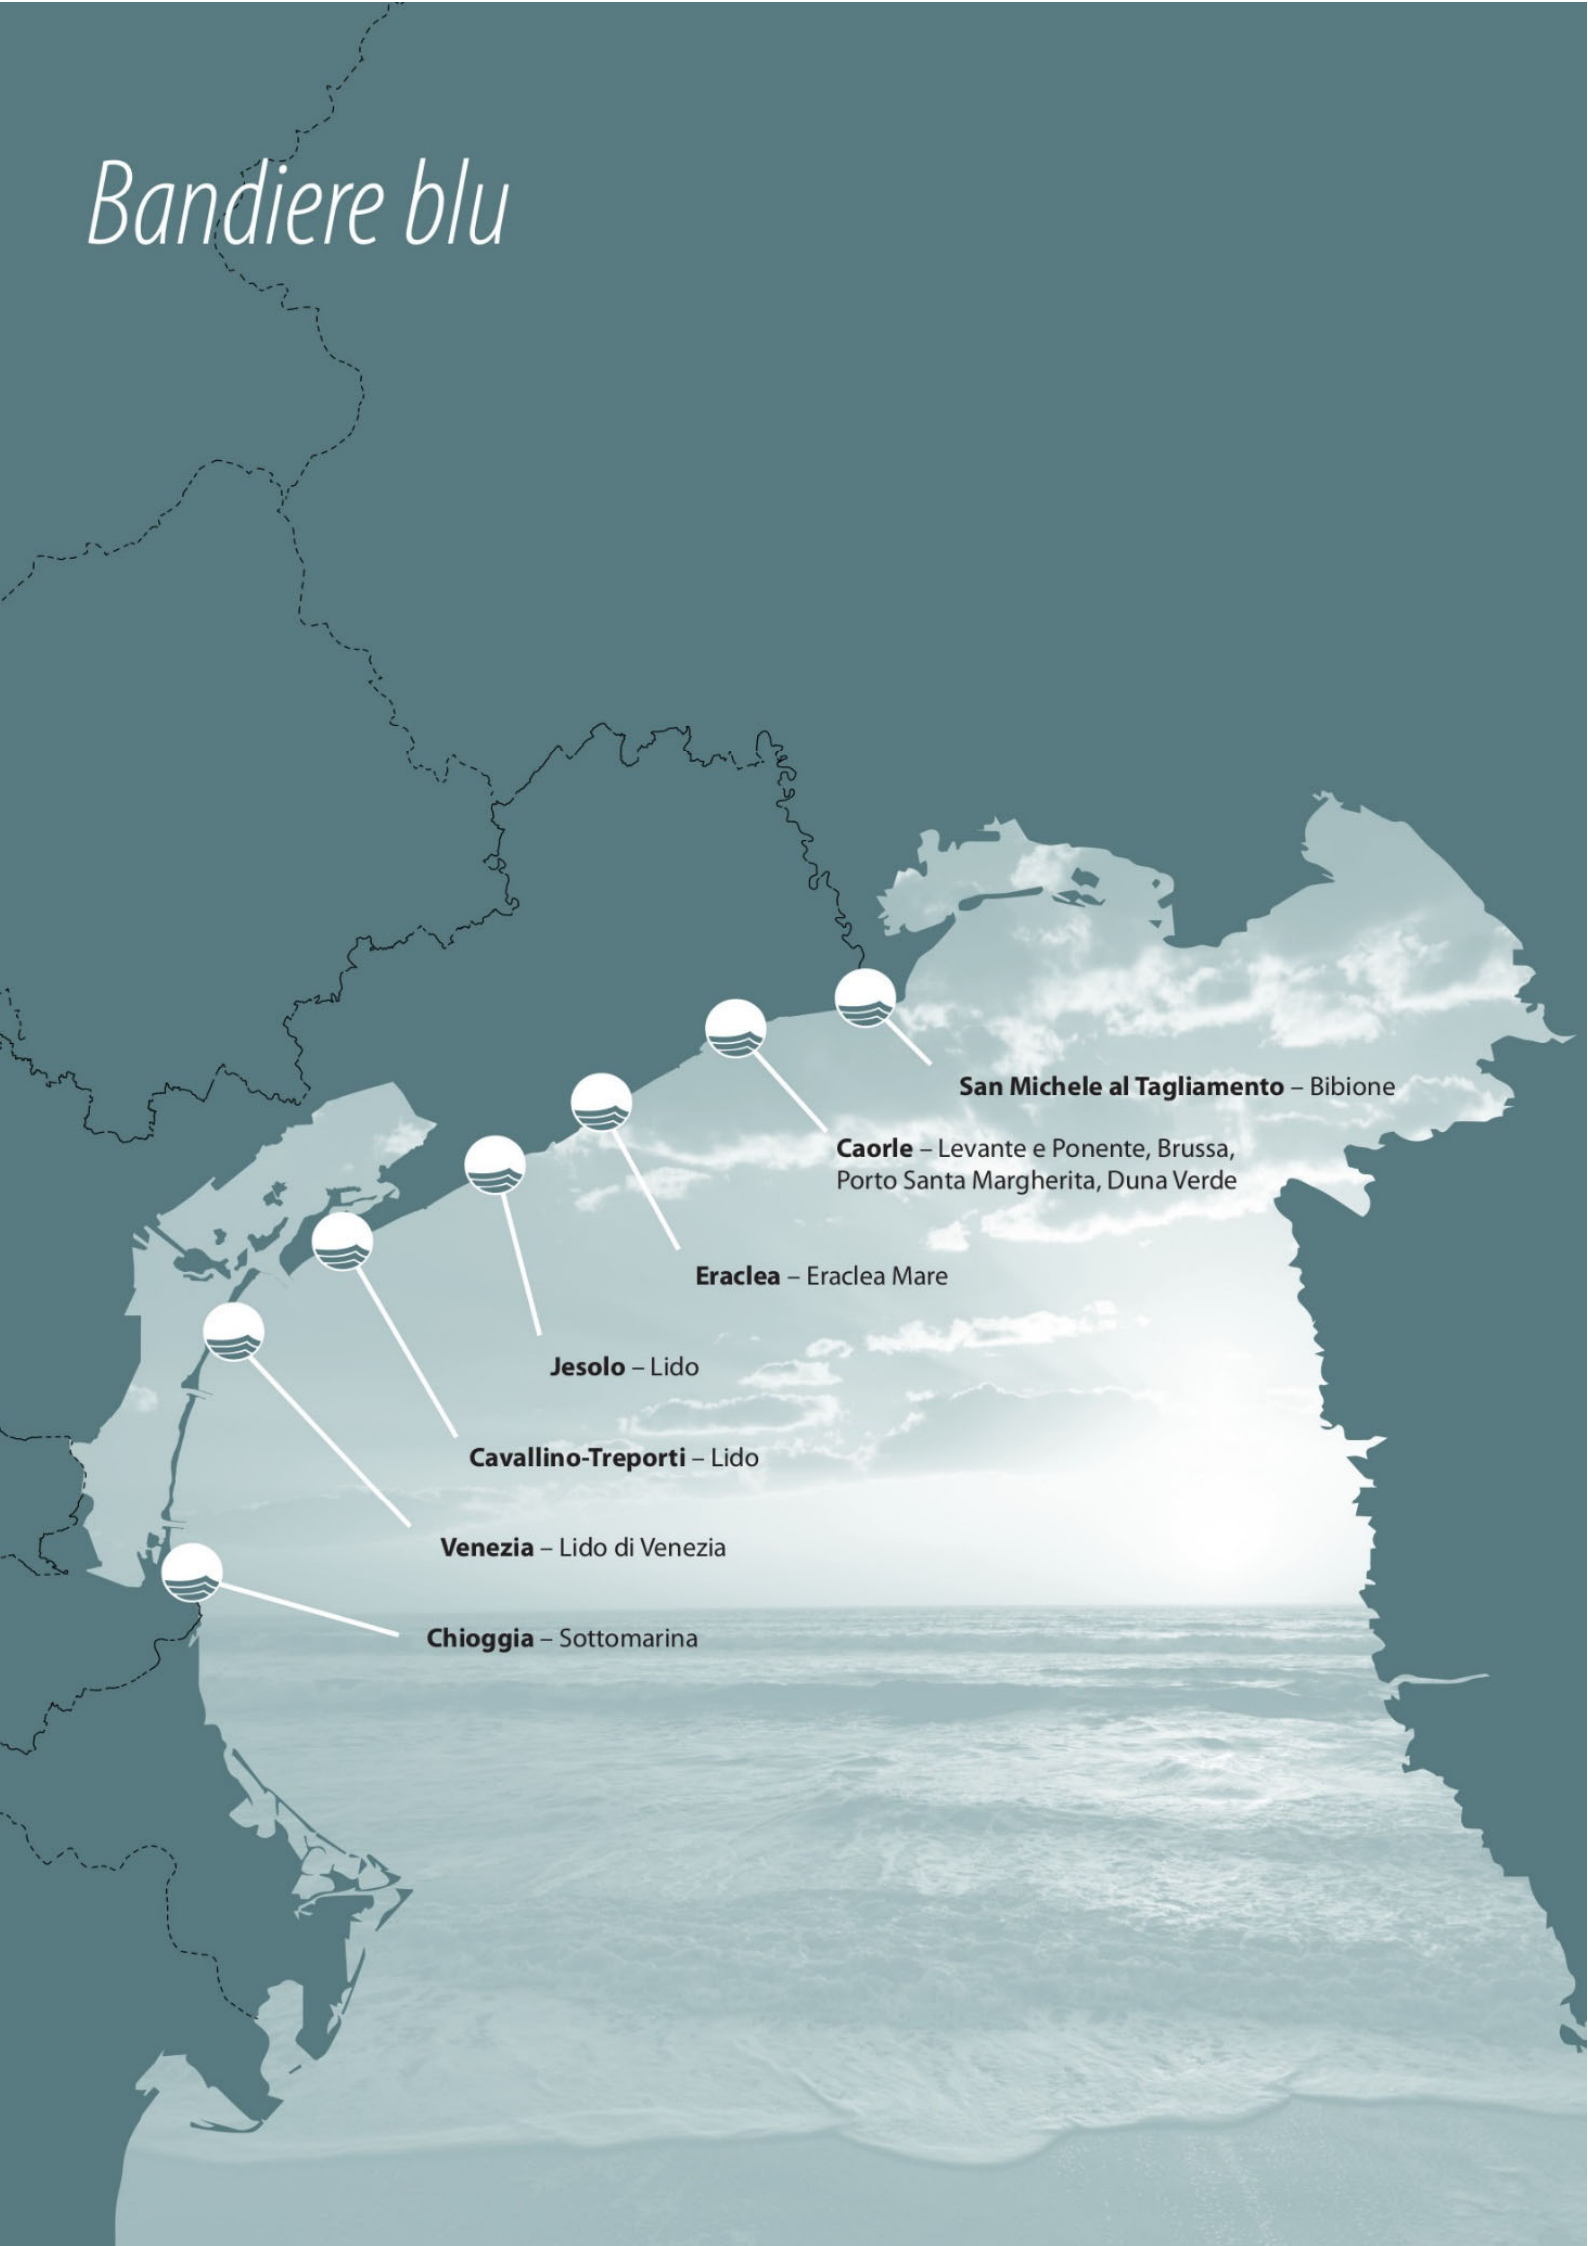 Bandiere blu
San Michele al Tagliamento – Bibione
Caorle – Levante e Ponente, Brussa,
Porto Santa Margherita, Duna Verde
Eraclea – Eraclea Mare
Jesolo – Lido
Cavallino-Treporti – Lido
Venezia – Lido di Venezia
Chioggia – Sottomarina